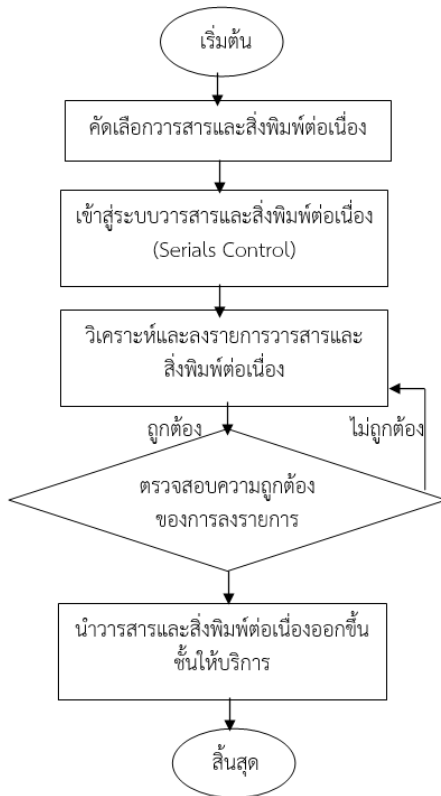 เริ่มต้น
คัดเลือกวารสารและสิ่งพิมพ์ต่อเนื่อง
เข้าสู่ระบบวารสารและสิ่งพิมพ์ต่อเนื่อง
(Serials Control)
วิเคราะห์และลงรายการวารสารและ
สิ่งพิมพ์ต่อเนื่อง
ถูกต้อง
ไม่ถูกต้อง
ตรวจสอบความถูกต้อง
ของการลงรายการ
นำวารสารและสิ่งพิมพ์ต่อเนื่องออกขึ้น
ชั้นให้บริการ
สิ้นสุด